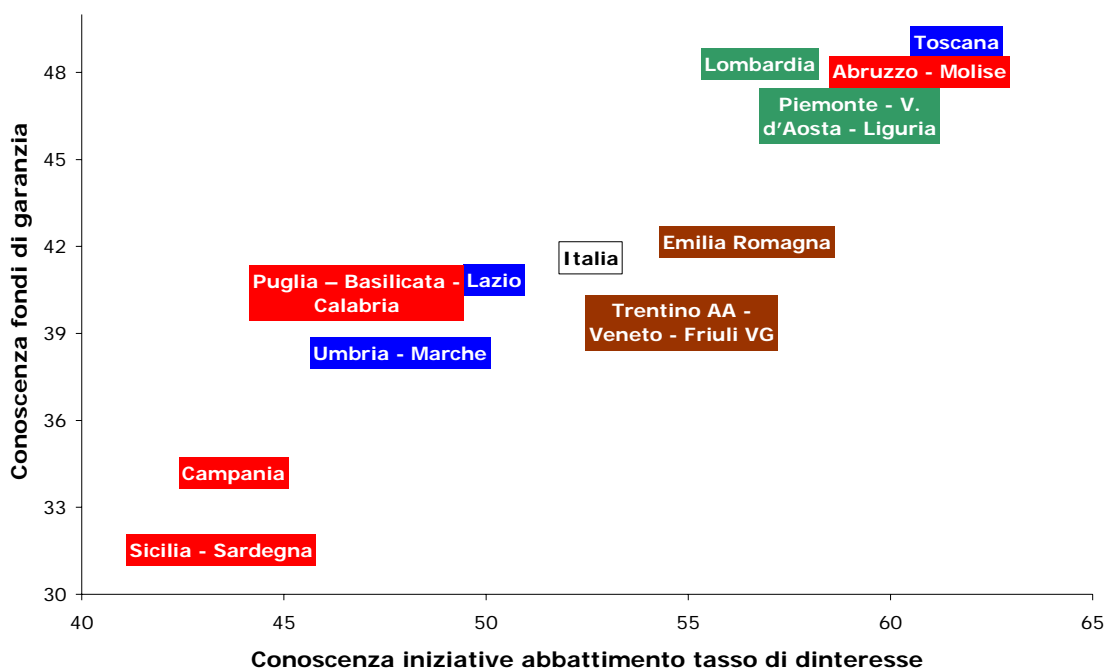 Toscana
Lombardia
Abruzzo - Molise
48
Piemonte - V.
d'Aosta - Liguria
45
Conoscenza fondi di garanzia
42
Emilia Romagna
Italia
Puglia – Basilicata -
Calabria
Lazio
Trentino AA -
Veneto - Friuli VG
39
Umbria - Marche
36
Campania
33
Sicilia - Sardegna
30
40 45 50 55 60 65
Conoscenza iniziative abbattimento tasso di dinteresse